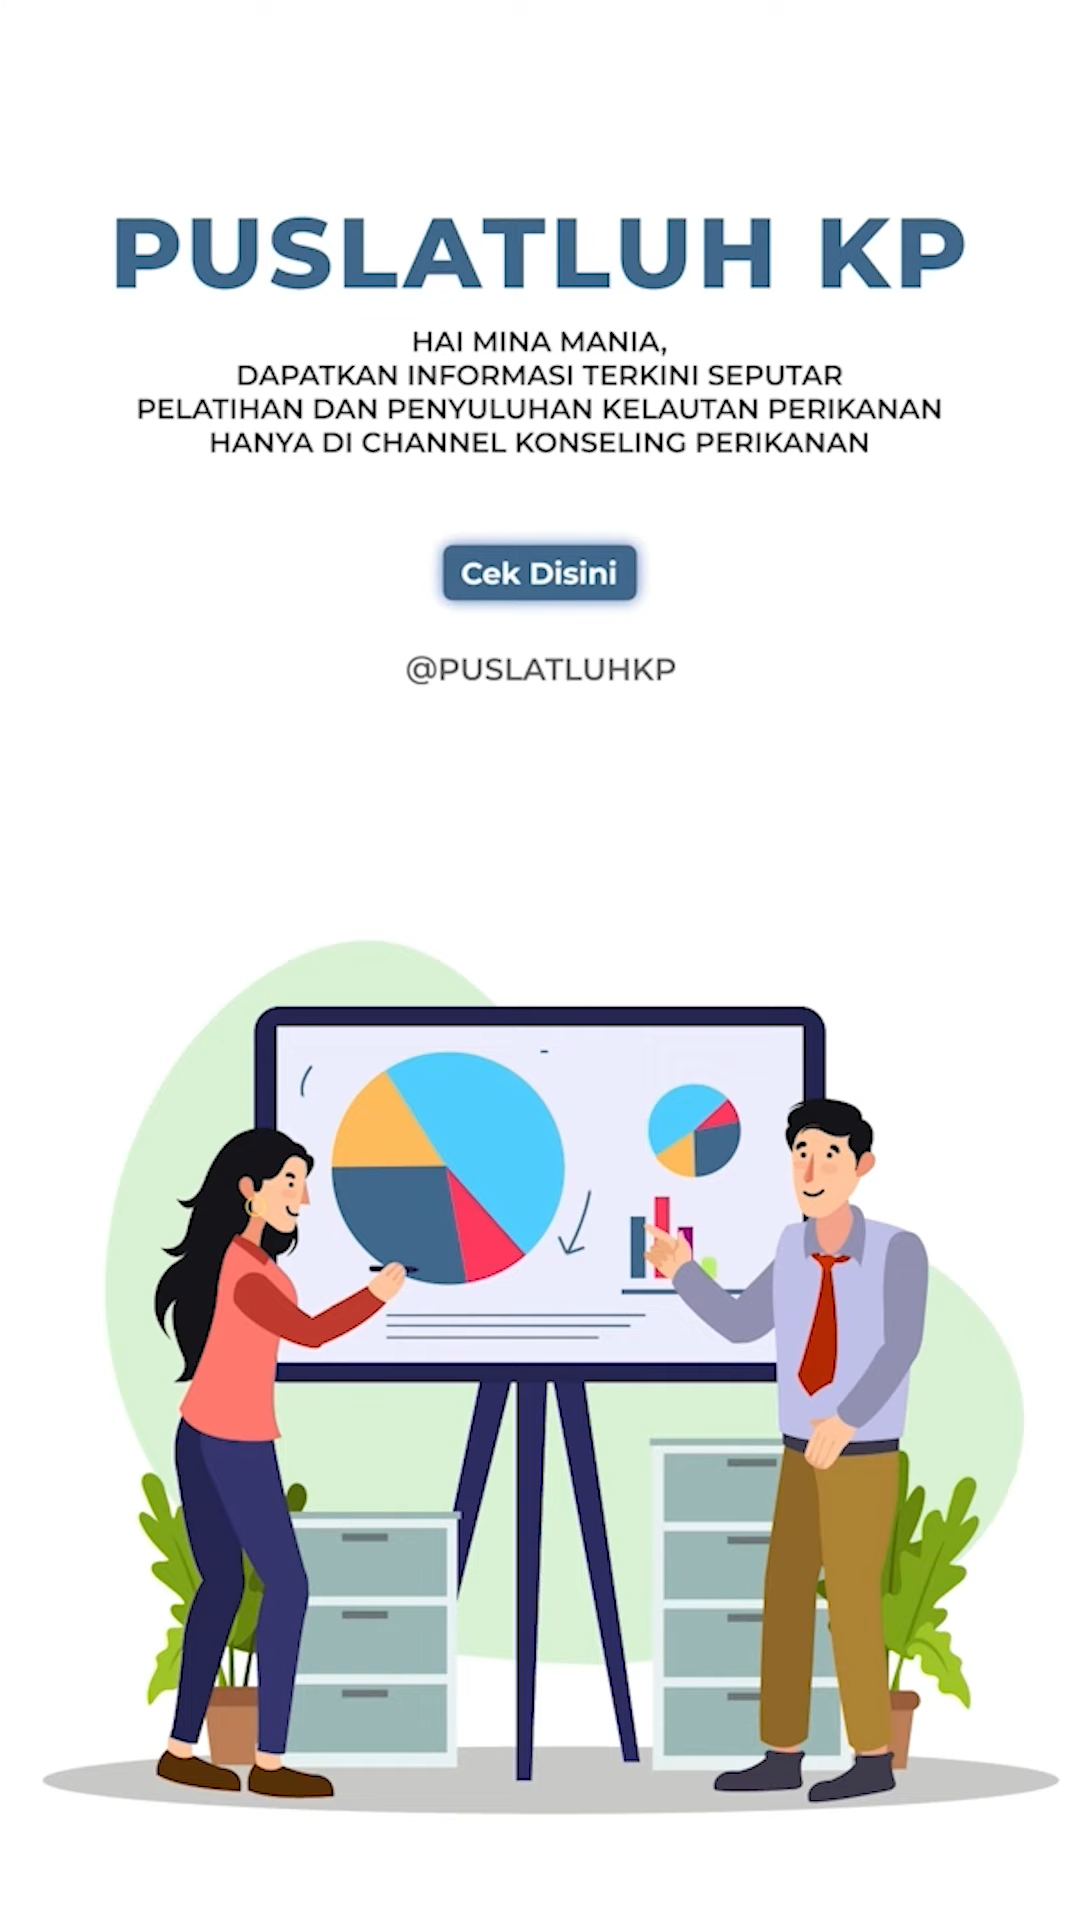 PUSLATLUH KP
HAI MINA MANIA,
DAPATKAN INFORMASI TERKINI SEPUTAR
PELATIHAN DAN PENYULUHAN KELAUTAN PERIKANAN
HANYA DI CHANNEL KONSELING PERIKANAN
Cek Disini
@PUSLATLUHKP